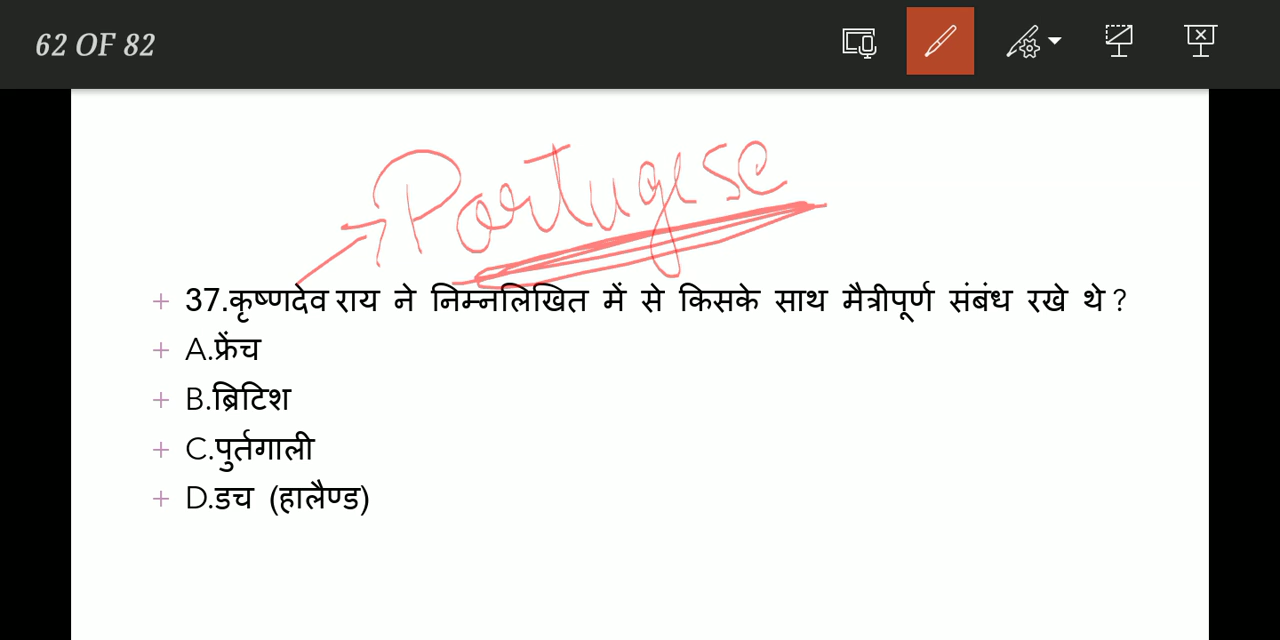 62 OF 82
Portugese
37.कृष्णदेव राय ने निम्नलिखित में से किसके साथ मैत्रीपूर्ण संबंध रखे थे ?
A.फ्रेंच
B.ब्रिटिश
C.पुर्तगाली
D.डच (हालैण्ड)